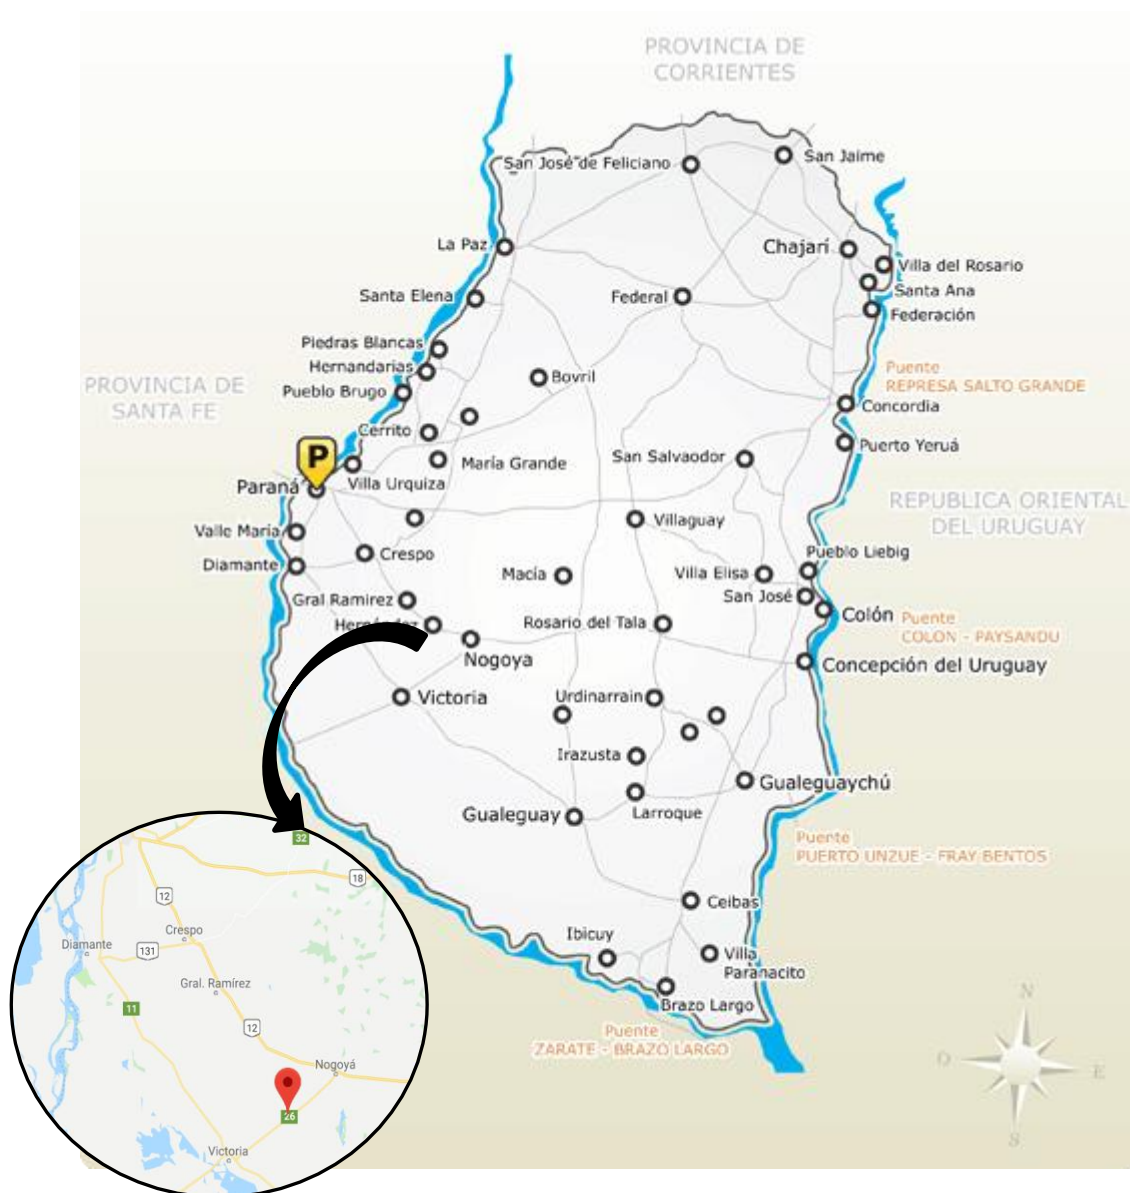 PROVINCIA DE
CORRIENTES
San José de Feliciano
San Jaime
La Paz
Chajarí
Villa del Rosario
Santa Ana
Santa Elena
Federal
Federación
Piedras Blancas
Hernandarias
Pueblo Brugo
Bovril
Puente
REPRESA SALTO GRANDE
PROVINCIA DE
SANTA FE
Concordia
Cerrito
Puerto Yeruá
P
María Grande
San Salvaodor
Paraná
Villa Urquiza
REPUBLICA ORIENTAL
DEL URUGUAY
Valle María
Villaguay
Crespo
Pueblo Liebig
Diamante
Macía
Villa Elisa
San José
Gral Ramirez
Colón
Puente
COLON - PAYSANDU
Hernández
Rosario del Tala
Nogoya
Concepción del Uruguay
Victoria
Urdinarrain
Irazusta
Gualeguaychú
Larroque
Gualeguay
Puente
PUERTO UNZUE - FRAY BENTOS
Ceibas
Ibicuy
Villa
Paranacito
Brazo Largo
Puente
ZARATE - BRAZO LARGO
N
O
E
S
32
18
12
Crespo
Diamante
131
Gral. Ramírez
11
12
Nogoyá
26
Victoria